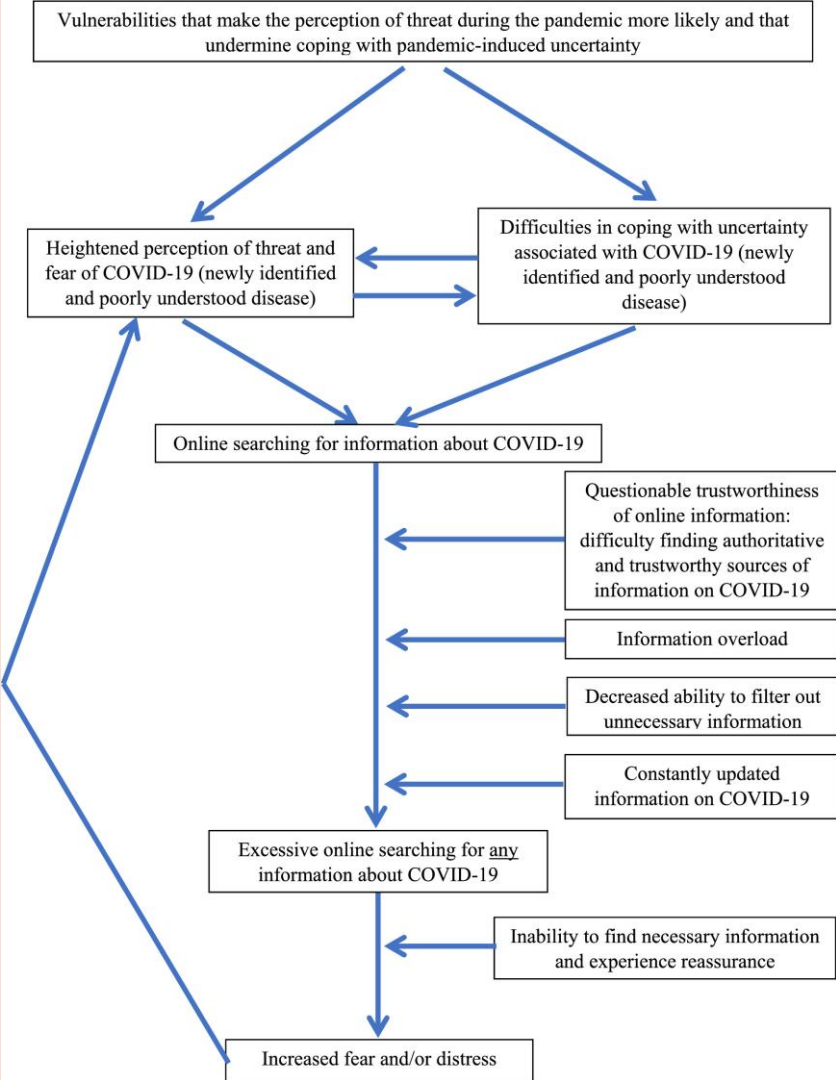 Vulnerabilities that make the perception of threat during the pandemic more likely and that
undermine coping with pandemic-induced uncertainty
Heightened perception of threat and
fear of COVID-19 (newly identified
and poorly understood disease)
Difficulties in coping with uncertainty
associated with COVID-19 (newly
identified and poorly understood
disease)
Online searching for information about COVID-19
Questionable trustworthiness
of online information:
difficulty finding authoritative
and trustworthy sources of
information on COVID-19
Information overload
Decreased ability to filter out
unnecessary information
Constantly updated
information on COVID-19
Excessive online searching for any
information about COVID-19
Inability to find necessary information
and experience reassurance
Increased fear and/or distress